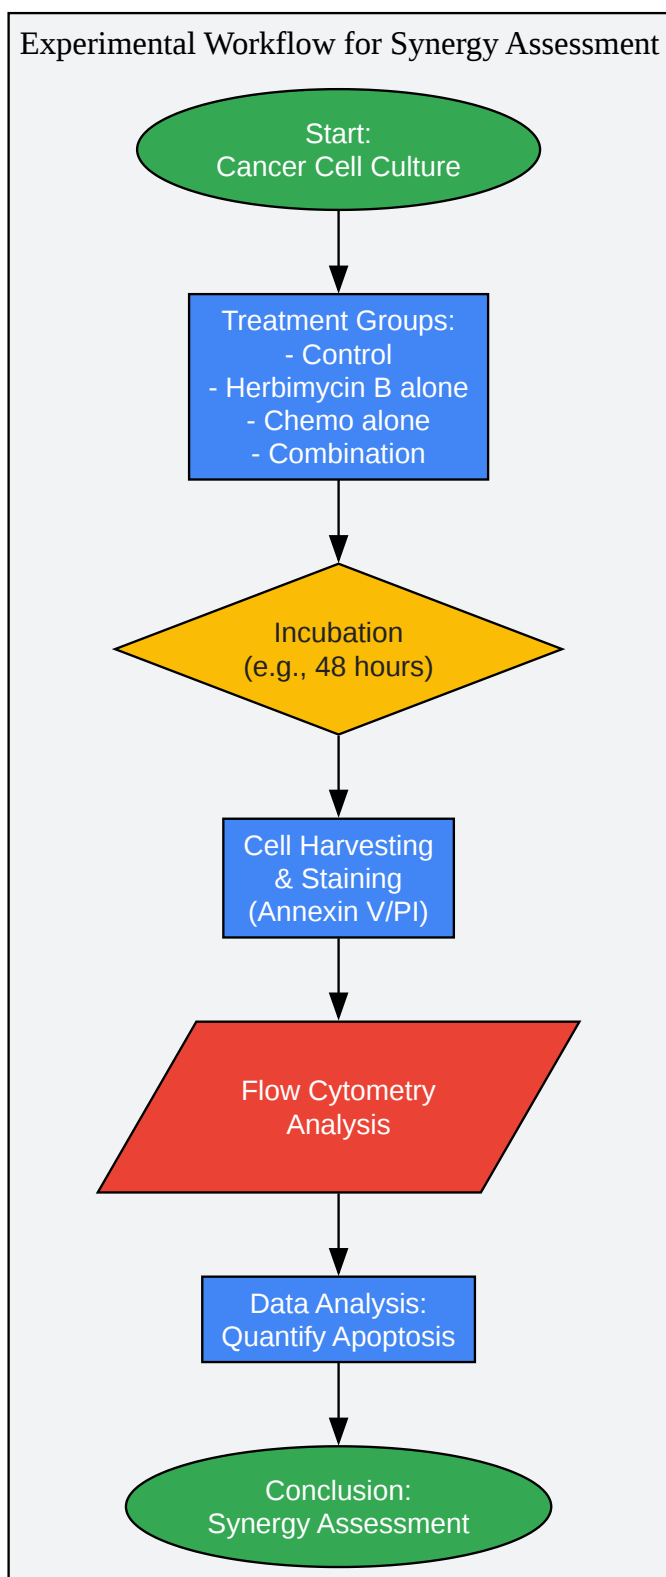 Experimental Workflow for Synergy Assessment
Start:
Cancer Cell Culture
Treatment Groups:
- Control
- Herbimycin B alone
- Chemo alone
- Combination
Incubation
(e.g., 48 hours)
Cell Harvesting
& Staining
(Annexin V/PI)
Flow Cytometry
Analysis
Data Analysis:
Quantify Apoptosis
Conclusion:
Synergy Assessment